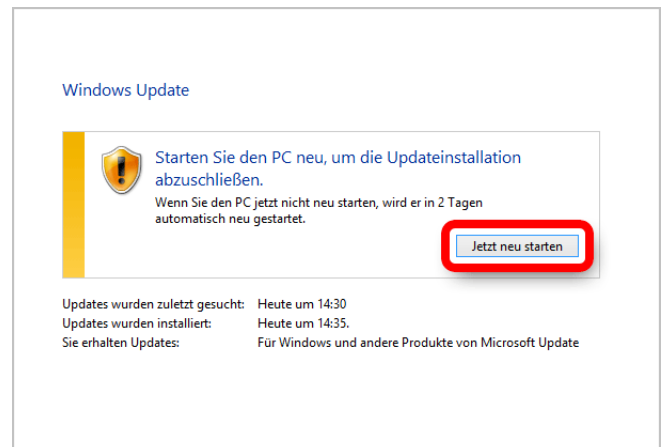 Windows Update
Starten Sie den PC neu, um die Updateinstallation
abzuschließen.
Wenn Sie den PC jetzt nicht neu starten, wird er in 2 Tagen
automatisch neu gestartet.
Jetzt neu starten
Updates wurden zuletzt gesucht: Heute um 14:30
Updates wurden installiert: Heute um 14:35.
Sie erhalten Updates: Für Windows und andere Produkte von Microsoft Update